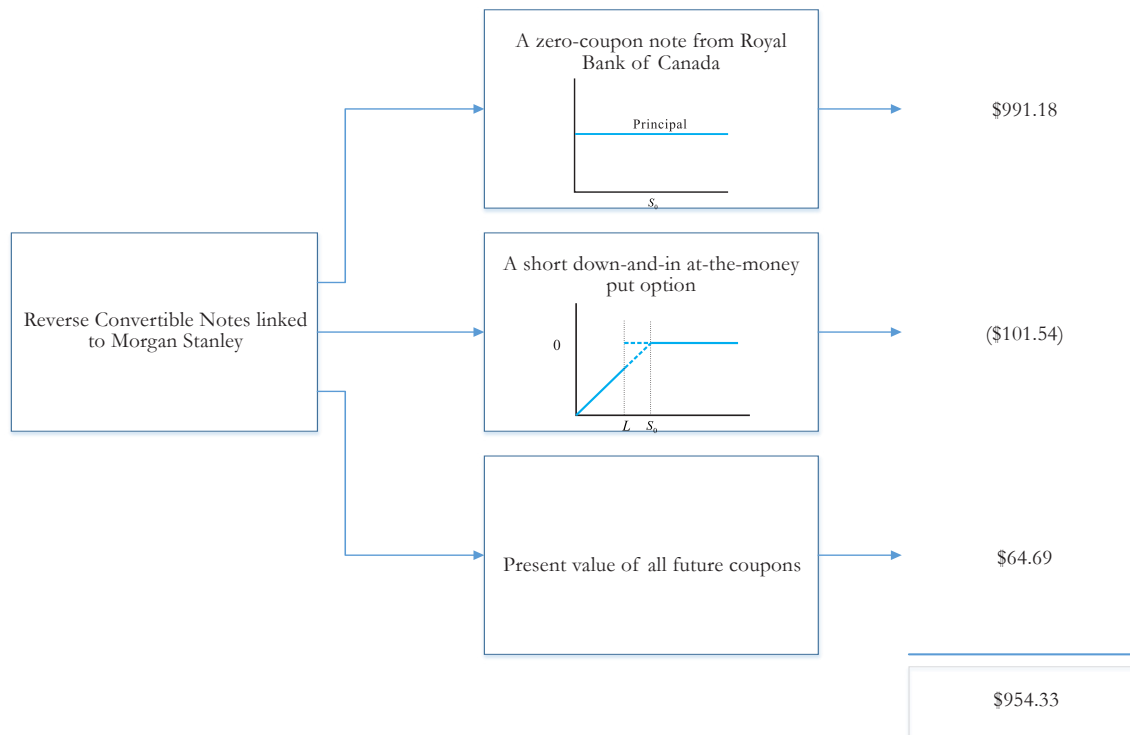 A zero-coupon note from Royal
Bank of Canada
Principal
S₀
$991.18
Reverse Convertible Notes linked
to Morgan Stanley
A short down-and-in at-the-money
put option
0
L S₀
($101.54)
Present value of all future coupons
$64.69
$954.33